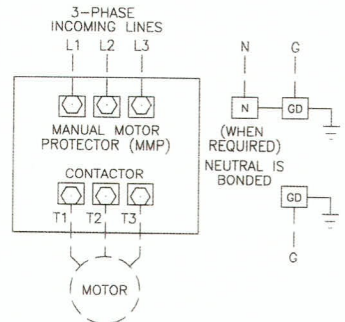 3-PHASE
INCOMING LINES
L1 L2 L3
N G
MANUAL MOTOR
PROTECTOR (MMP)
N GD
(WHEN
REQUIRED)
NEUTRAL IS
BONDED
CONTACTOR
T1 T2 T3
GD
G
MOTOR